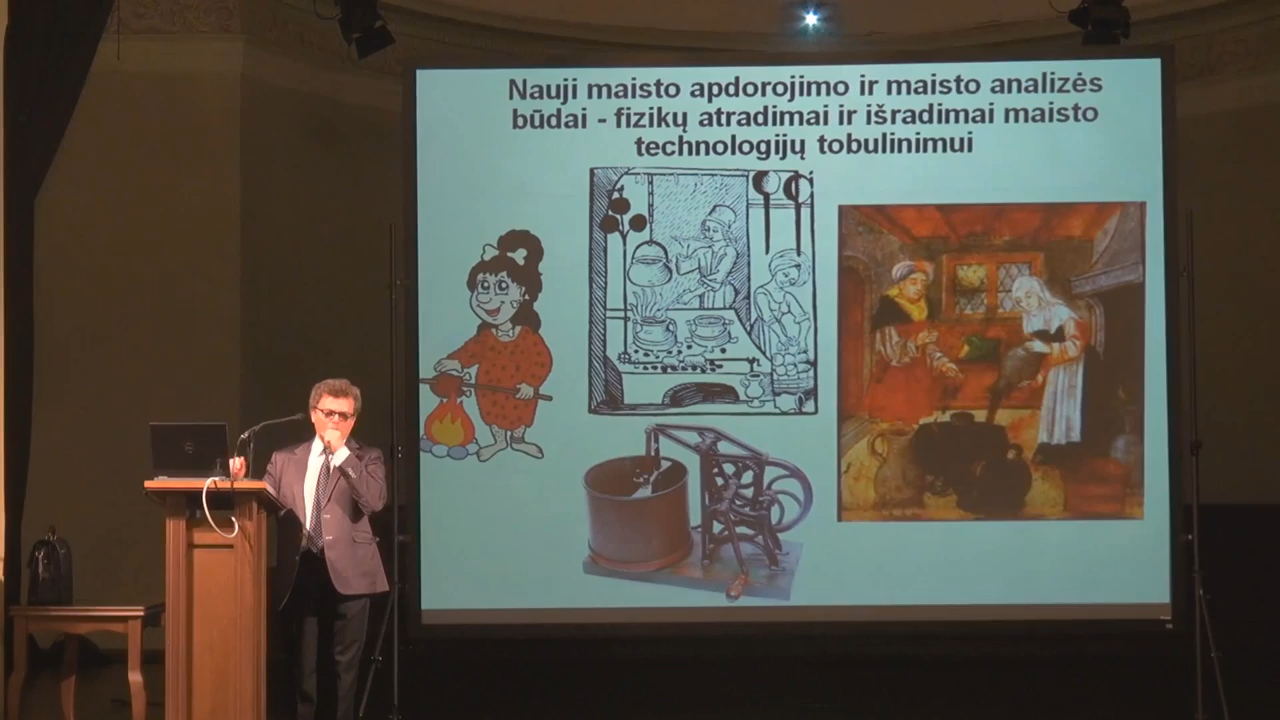 Nauji maisto apdorojimo ir maisto analizės
būdai - fizikų atradimai ir išradimai maisto
technologijų tobulinimui